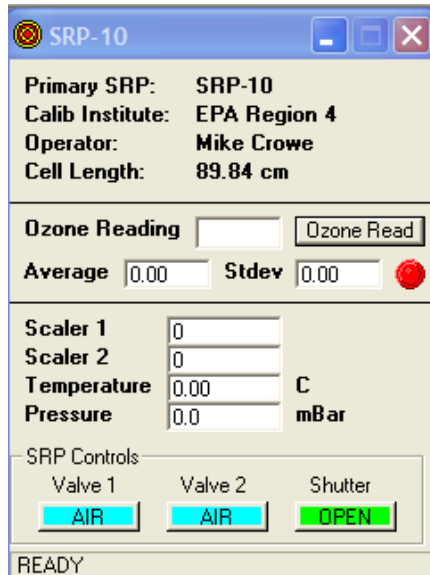 SRP-10
Primary SRP: SRP-10
Calib Institute: EPA Region 4
Operator: Mike Crowe
Cell Length: 89.84 cm
Ozone Reading Ozone Read
Average 0.00 Stdev 0.00
Scaler 1 0
Scaler 2 0
Temperature 0.00 C
Pressure 0.0 mBar
SRP Controls
Valve 1 Valve 2 Shutter
AIR AIR OPEN
READY